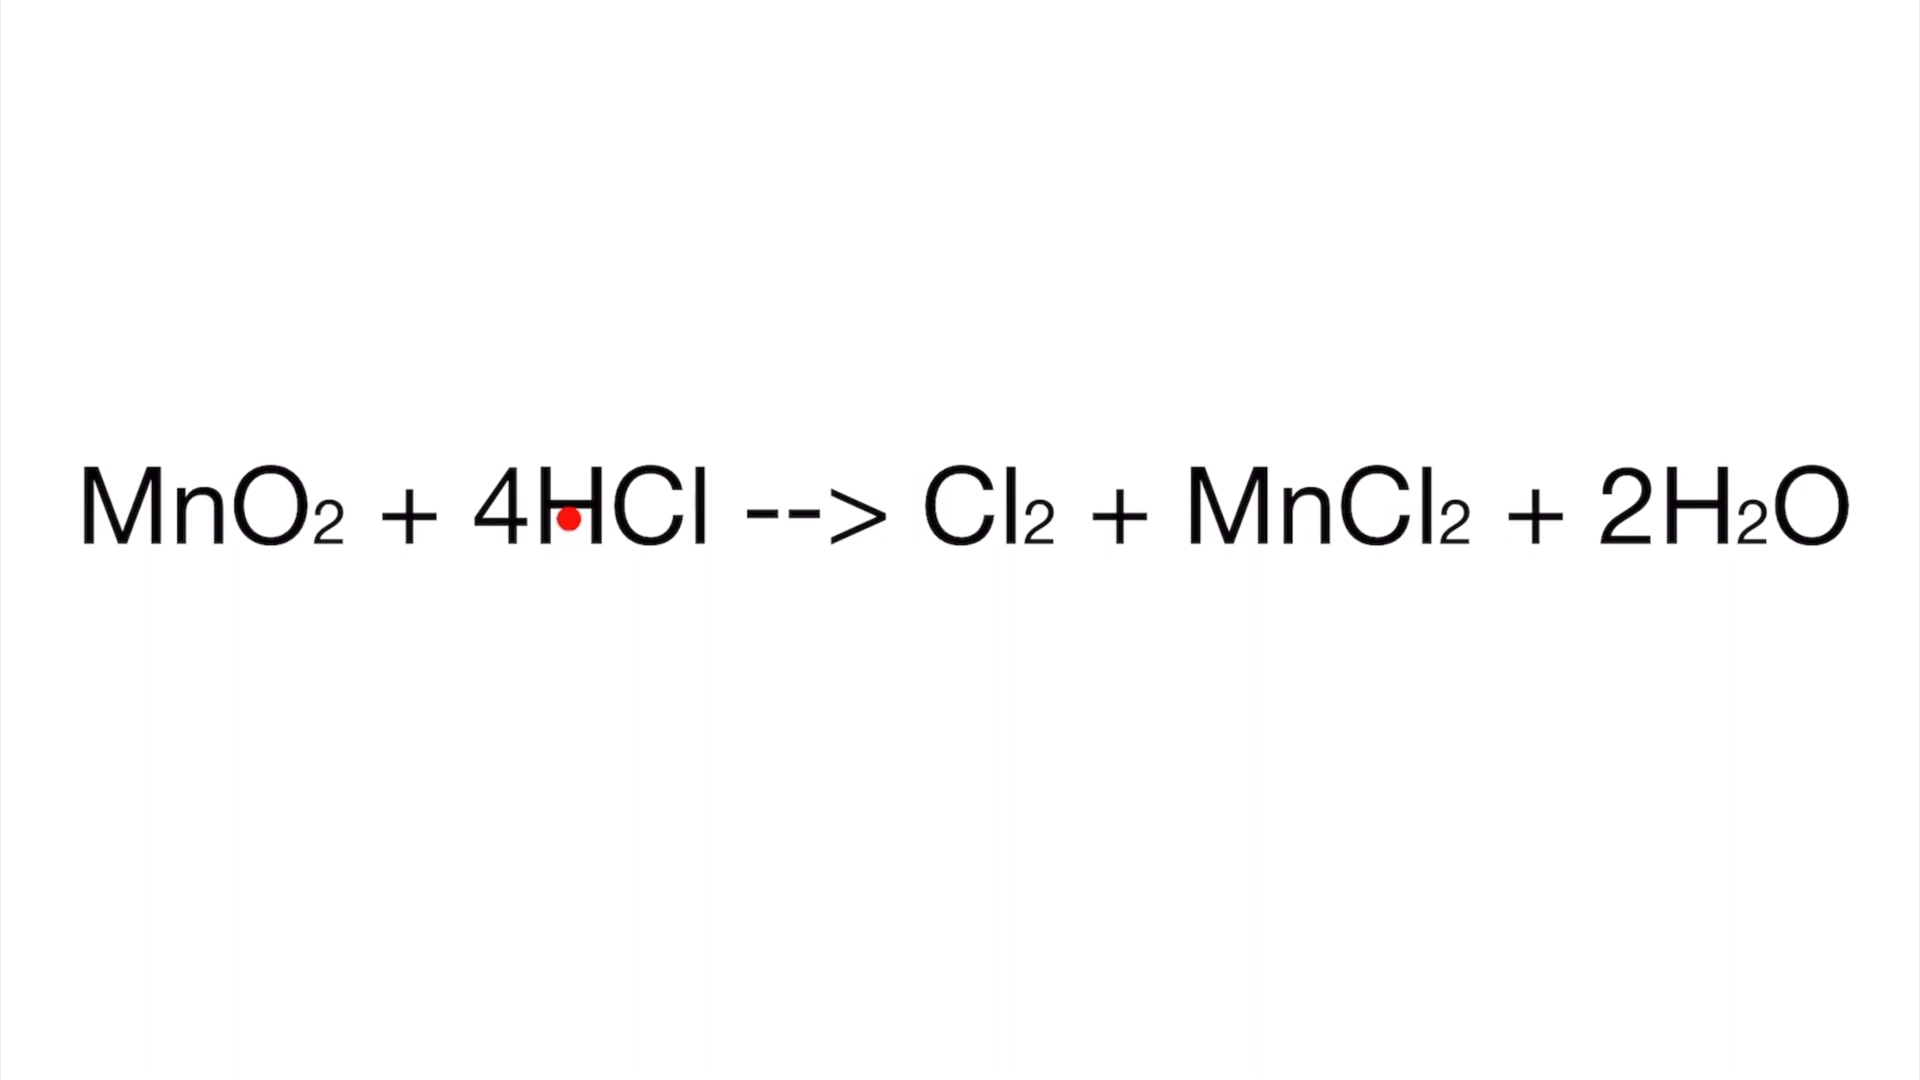 MnO₂ + 4HCl --> Cl₂ + MnCl₂ + 2H₂O